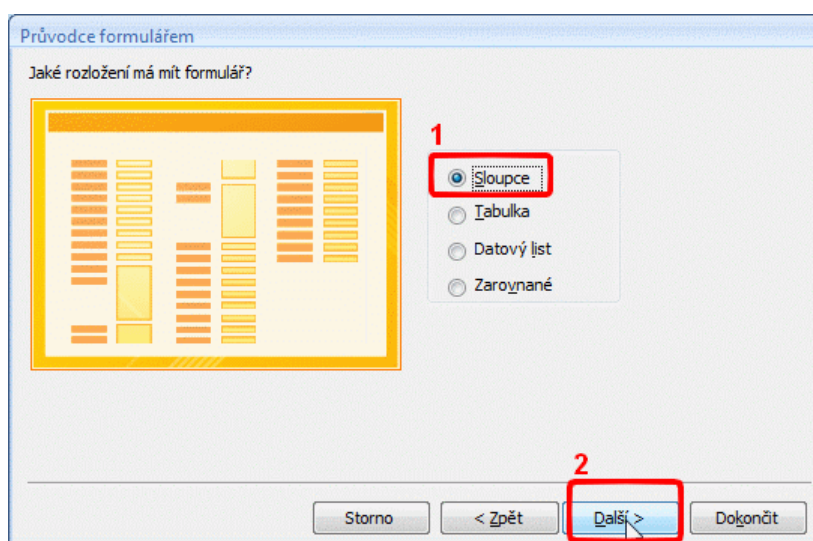 Průvodce formulářem
Jaké rozložení má mít formulář?
1
Sloupce
Tabulka
Datový list
Zarovnané
2
Storno
< Zpět
Další >
Dokončit